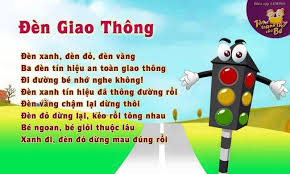 Đèn Giao Thông
Đèn xanh, đèn đỏ, đèn vàng
Ba đèn tín hiệu an toàn giao thông
Đi đường bé nhớ nghe không!
Đèn xanh tín hiệu đã thông đường rồi
Đèn vàng chậm lại dừng thôi
Đèn đỏ dừng lại, kẻo rồi tông nhau
Bé ngoan, bé giỏi thuộc lâu
Xanh đi, đèn đỏ dừng mau đúng rồi